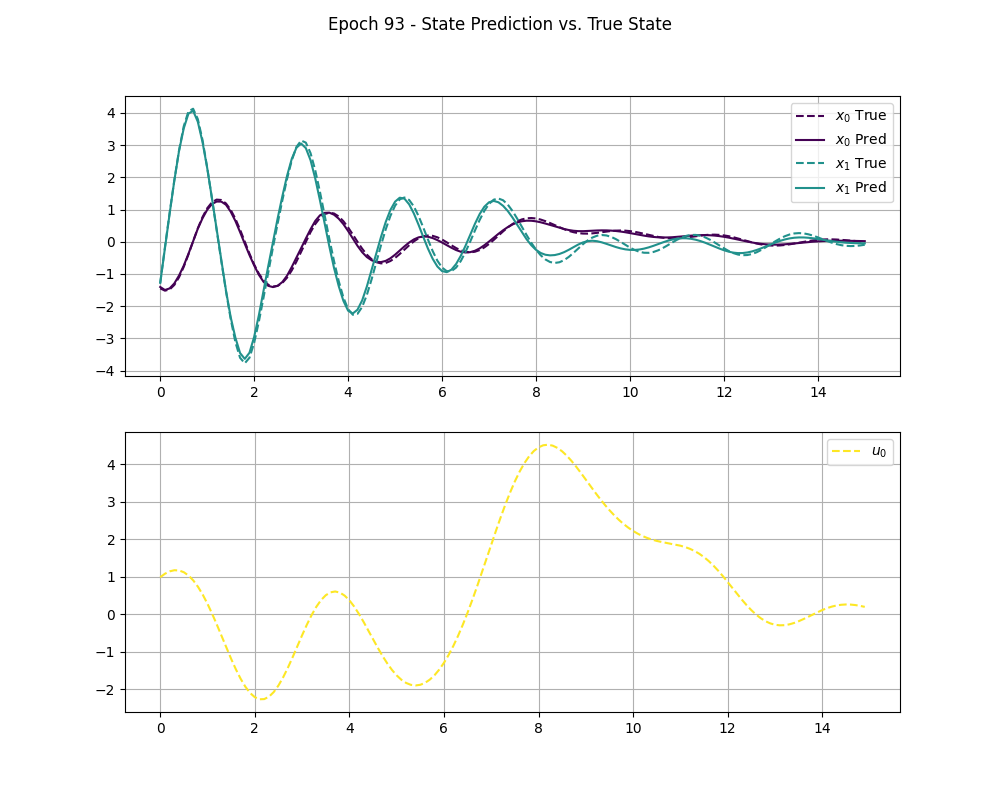 Epoch 93 - State Prediction vs. True State
4
3
2
1
0
−1
−2
−3
−4
x₀ True
x₀ Pred
x₁ True
x₁ Pred
0 2 4 6 8 10 12 14
4
3
2
1
0
−1
−2
u₀
0 2 4 6 8 10 12 14